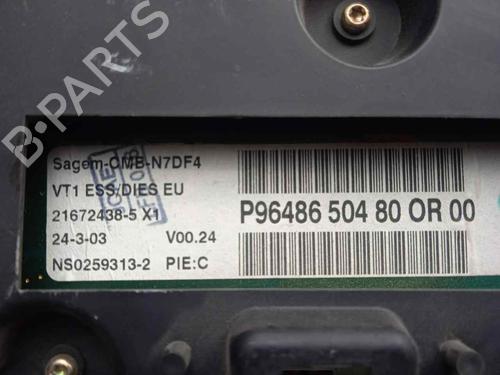 B-PARTS
Sagem-CMB-N7DF4
VT1 ESS/DIES EU
21672438-5 X1
24-3-03 V00.24
NS0259313-2 PIE:C
P96486 504 80 OR 00